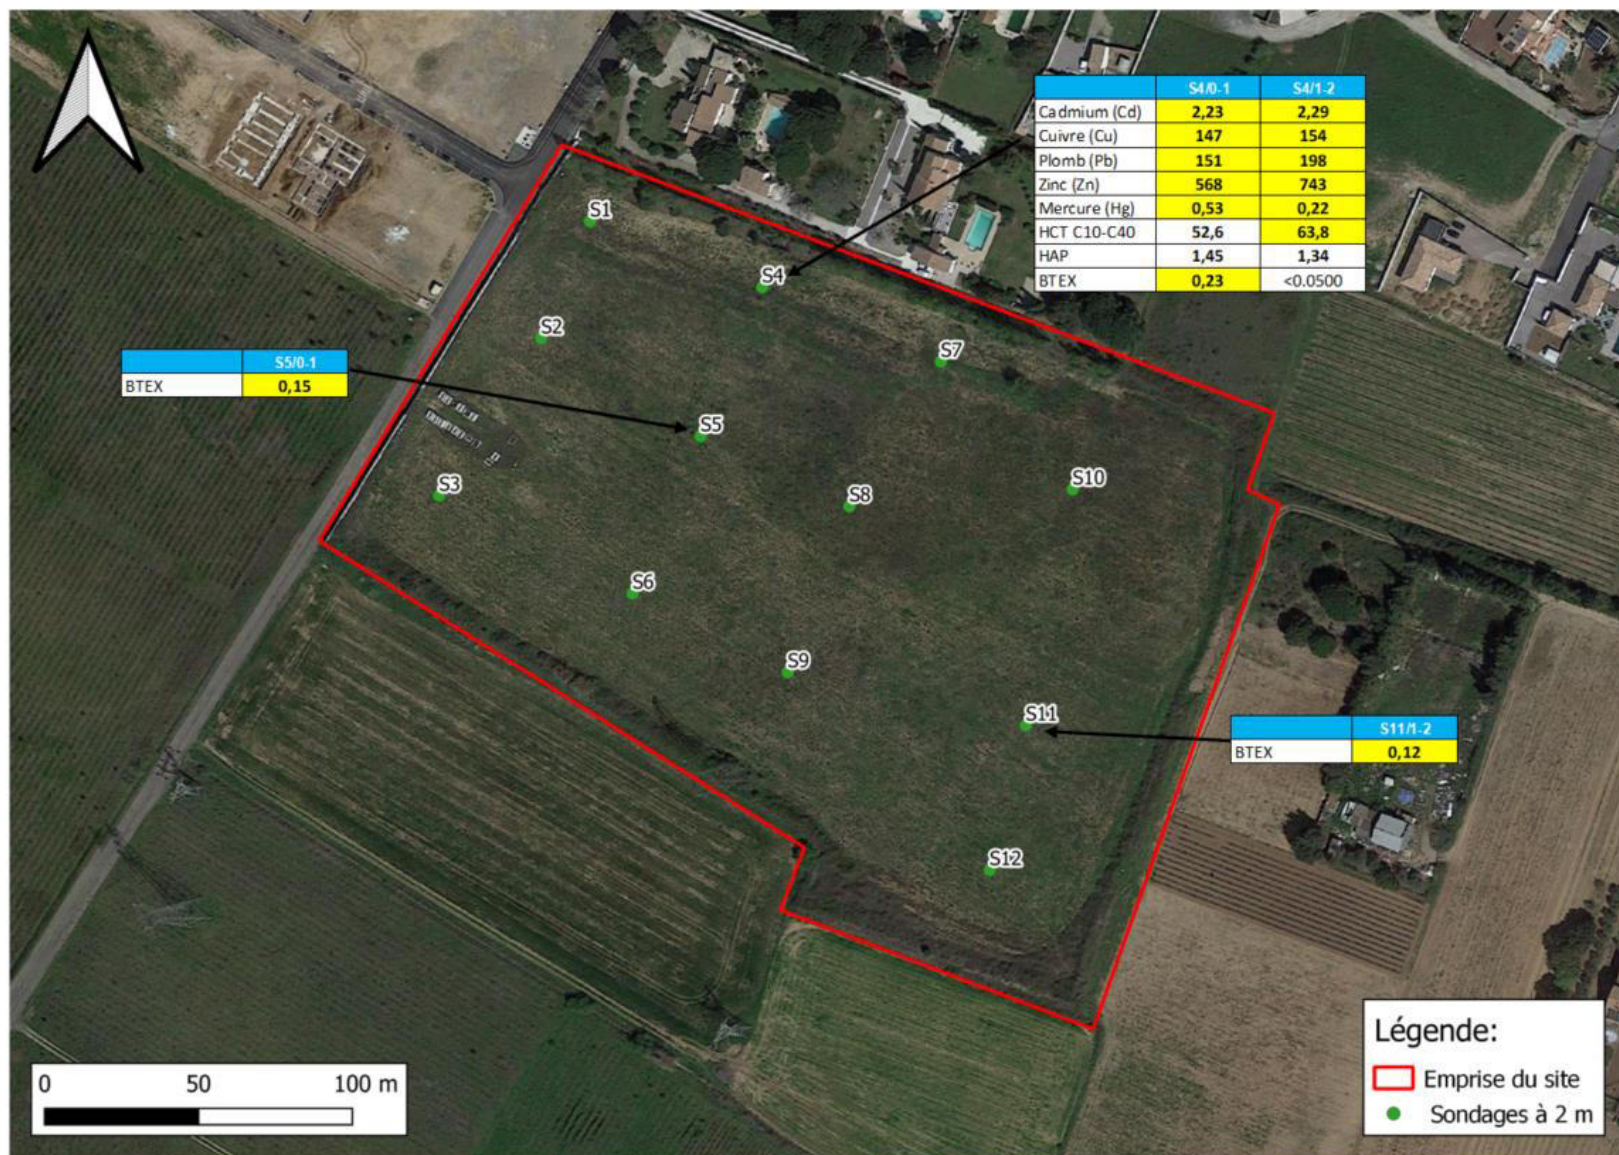 S4/0-1 S4/1-2
Cadmium (Cd) 2,23 2,29
Cuivre (Cu) 147 154
Plomb (Pb) 151 198
Zinc (Zn) 568 743
Mercure (Hg) 0,53 0,22
HCT C10-C40 52,6 63,8
HAP 1,45 1,34
BTEX 0,23 <0.0500
S1
S4
S2
S7
S5/0-1
BTEX 0,15
S5
S3
S8
S10
S6
S9
S11
S11/1-2
BTEX 0,12
S12
Légende:
Emprise du site
Sondages à 2 m
0 50 100 m